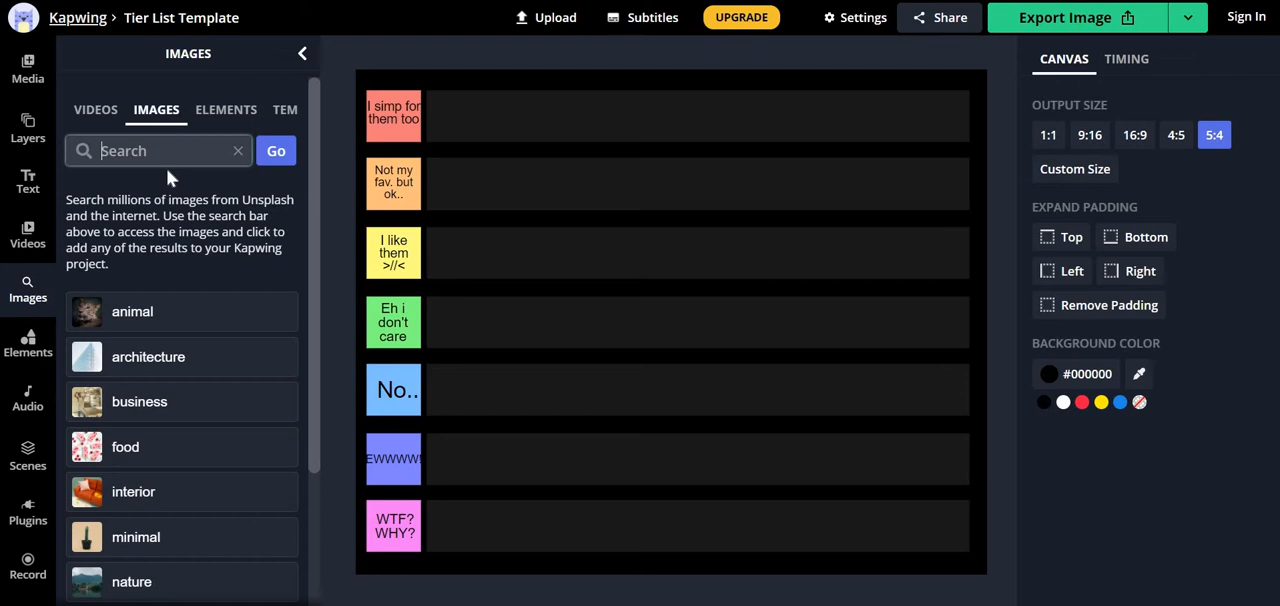 Kapwing › Tier List Template
Upload
Subtitles
UPGRADE
Settings
Share
Export Image
Sign In
Media
Layers
Text
Videos
Images
Elements
Audio
Scenes
Plugins
Record
IMAGES
VIDEOS IMAGES ELEMENTS TEM
Search
Go
Search millions of images from Unsplash
and the internet. Use the search bar
above to access the images and click to
add any of the results to your Kapwing
project.
animal
architecture
business
food
interior
minimal
nature
I simp for
them too
Not my
fav. but
ok..
I like
them
>//<
Eh i
don't
care
No..
EWWWW!
WTF?
WHY?
CANVAS TIMING
OUTPUT SIZE
1:1 9:16 16:9 4:5 5:4
Custom Size
EXPAND PADDING
Top Bottom
Left Right
Remove Padding
BACKGROUND COLOR
#000000